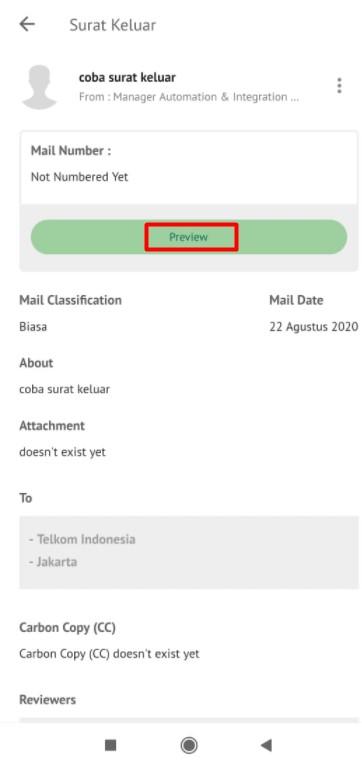 Surat Keluar
coba surat keluar
From : Manager Automation & Integration ...
Mail Number :
Not Numbered Yet
Preview
Mail Classification
Mail Date
Biasa
22 Agustus 2020
About
coba surat keluar
Attachment
doesn't exist yet
To
- Telkom Indonesia
- Jakarta
Carbon Copy (CC)
Carbon Copy (CC) doesn't exist yet
Reviewers